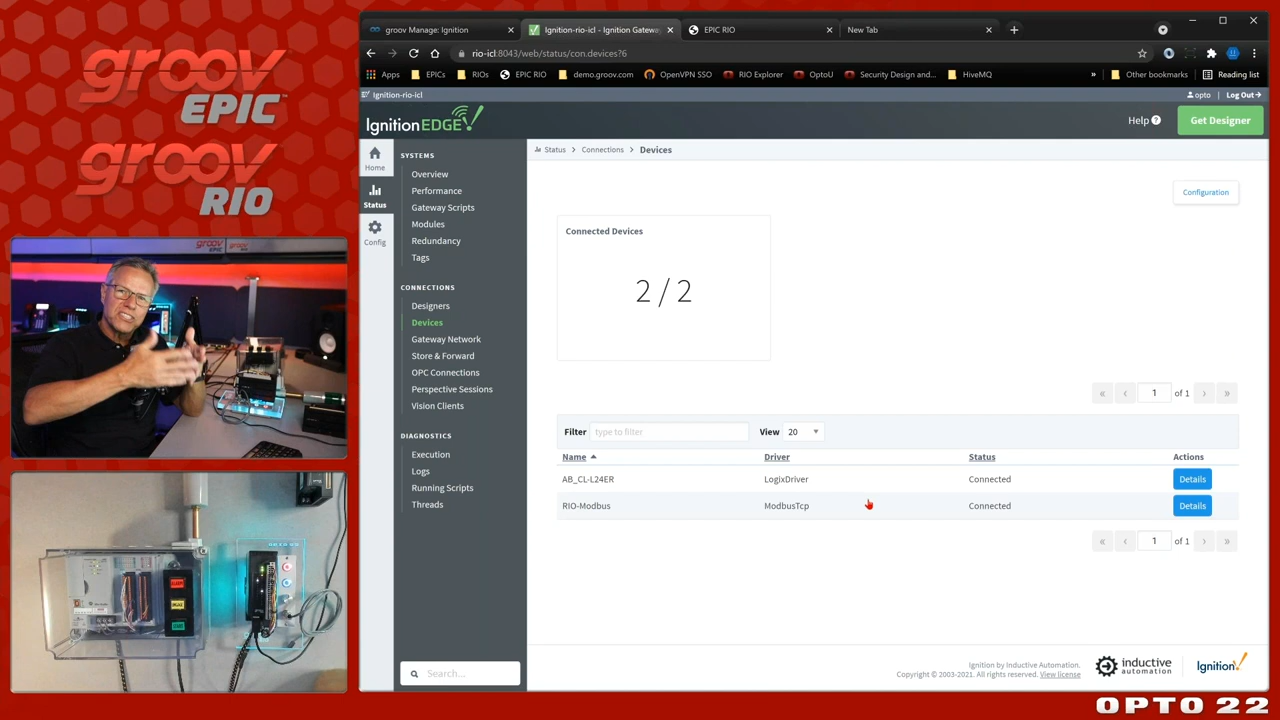 groov
EPIC™
groov
RIO
groov Manage: Ignition
Ignition-rio-icl - Ignition Gatew
EPIC RIO
New Tab
rio-icl:8043/web/status/con.devices?6
Apps
EPICs
RIOs
EPIC RIO
demo.groov.com
OpenVPN SSO
RIO Explorer
OptoU
Security Design and...
HiveMQ
»
Other bookmarks
Reading list
Ignition-rio-icl
opto | Log Out
Ignition EDGE!
Help ?
Get Designer
Home
Status
Config
SYSTEMS
Overview
Performance
Gateway Scripts
Modules
Redundancy
Tags
CONNECTIONS
Designers
Devices
Gateway Network
Store & Forward
OPC Connections
Perspective Sessions
Vision Clients
DIAGNOSTICS
Execution
Logs
Running Scripts
Threads
Search...
Status > Connections > Devices
Configuration
Connected Devices
2 / 2
« ‹ 1 of 1 › »
Filter type to filter View 20
Name Driver Status Actions
AB_CL-L24ER LogixDriver Connected Details
RIO-Modbus ModbusTcp Connected Details
« ‹ 1 of 1 › »
Ignition by Inductive Automation.
Copyright © 2003-2021. All rights reserved. View license
inductive
automation
Ignition!
OPTO 22